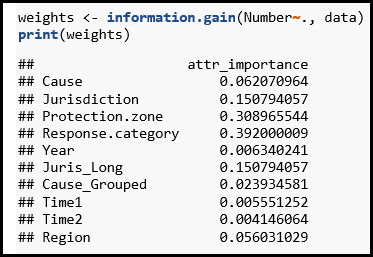 weights <- information.gain(Number~., data)
print(weights)
## attr_importance
## Cause 0.062070964
## Jurisdiction 0.150794057
## Protection.zone 0.308965544
## Response.category 0.392000009
## Year 0.006340241
## Juris_Long 0.150794057
## Cause_Grouped 0.023934581
## Time1 0.005551252
## Time2 0.004146064
## Region 0.056031029